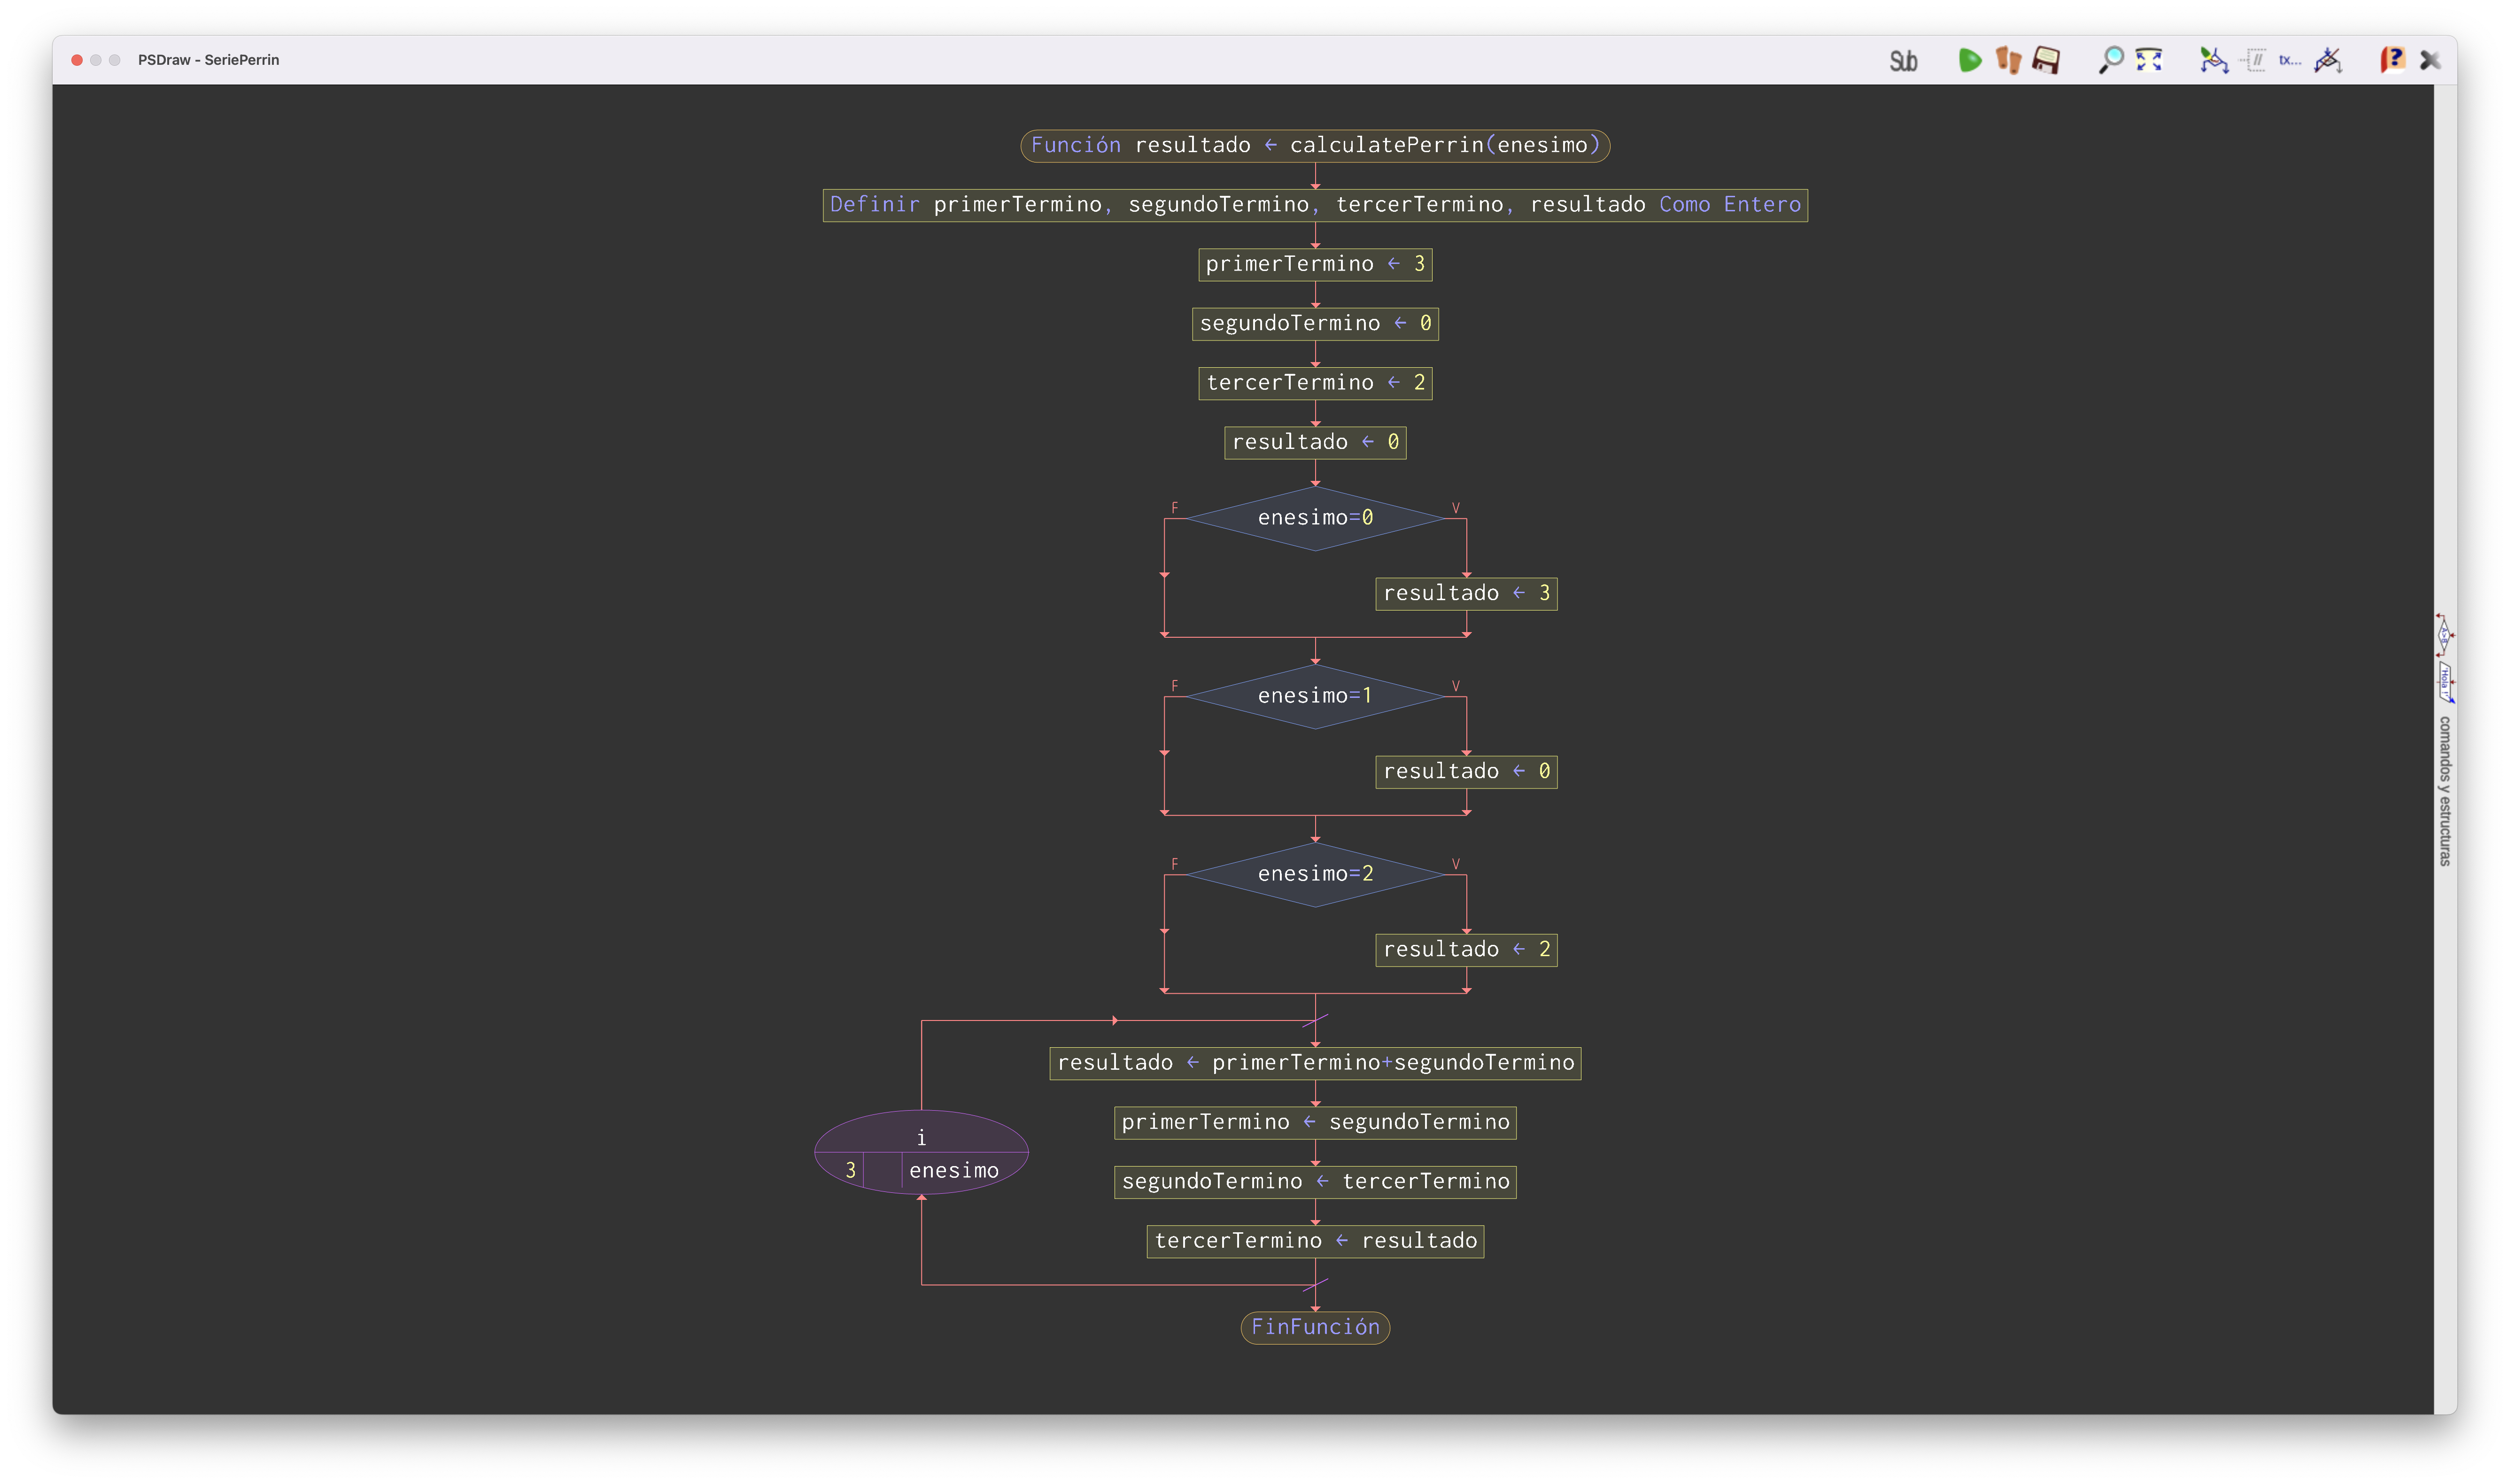 PSDraw - SeriePerrin
Sub
tx...
Función resultado ← calculatePerrin(enesimo)
Definir primerTermino, segundoTermino, tercerTermino, resultado Como Entero
primerTermino ← 3
segundoTermino ← 0
tercerTermino ← 2
resultado ← 0
F
enesimo=0
V
resultado ← 3
F
enesimo=1
V
resultado ← 0
F
enesimo=2
V
resultado ← 2
resultado ← primerTermino+segundoTermino
primerTermino ← segundoTermino
i
3 enesimo
segundoTermino ← tercerTermino
tercerTermino ← resultado
FinFunción
"Hola !"
comandos y estructuras